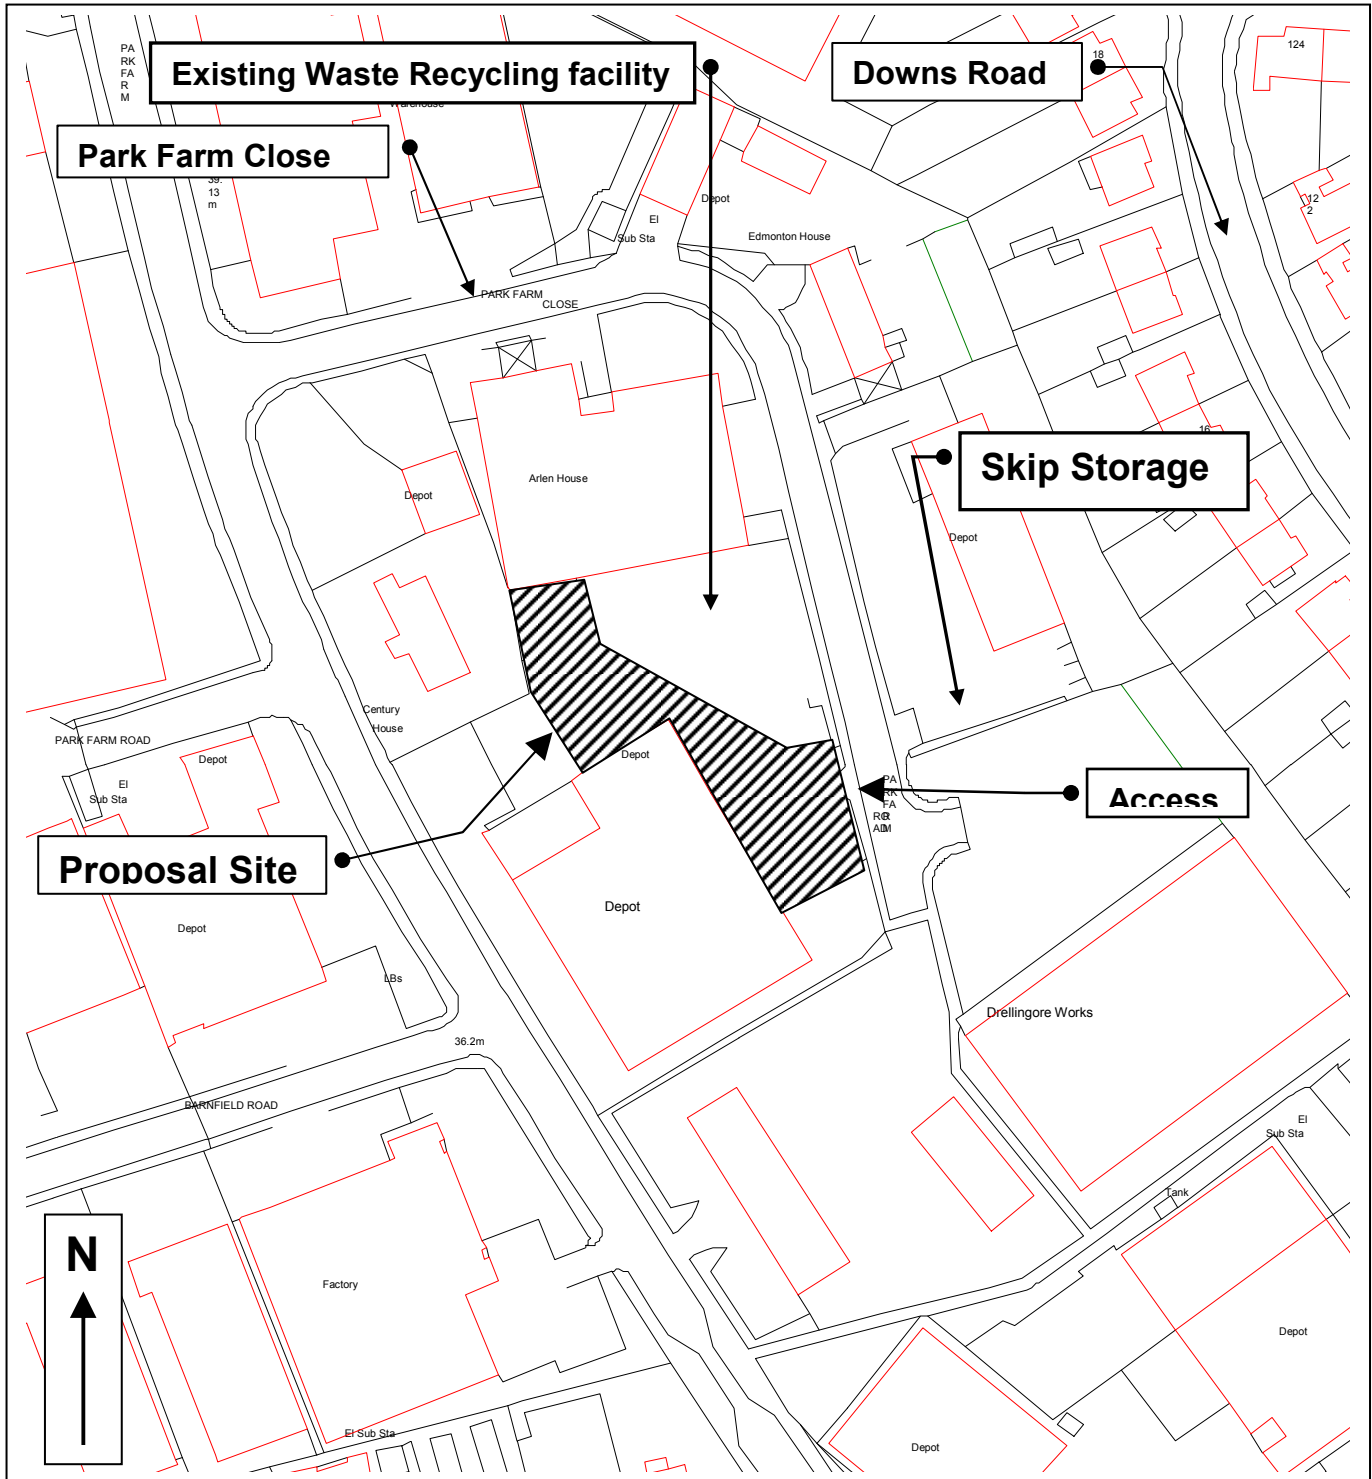 PA
RK
FA
R
M
Existing Waste Recycling facility
Downs Road
18
124
Warehouse
Park Farm Close
39.
13
m
Depot
12
2
El
Sub Sta
Edmonton House
PARK FARM
CLOSE
16
Skip Storage
Arlen House
Depot
Depot
Century
House
PARK FARM ROAD
Depot
Depot
El
Sub Sta
PA
RK
FA
R
M
RO
AD
Access
Proposal Site
Depot
Depot
LBs
Drellingore Works
36.2m
BARNFIELD ROAD
El
Sub Sta
Tank
N
Factory
Depot
El Sub Sta
Depot